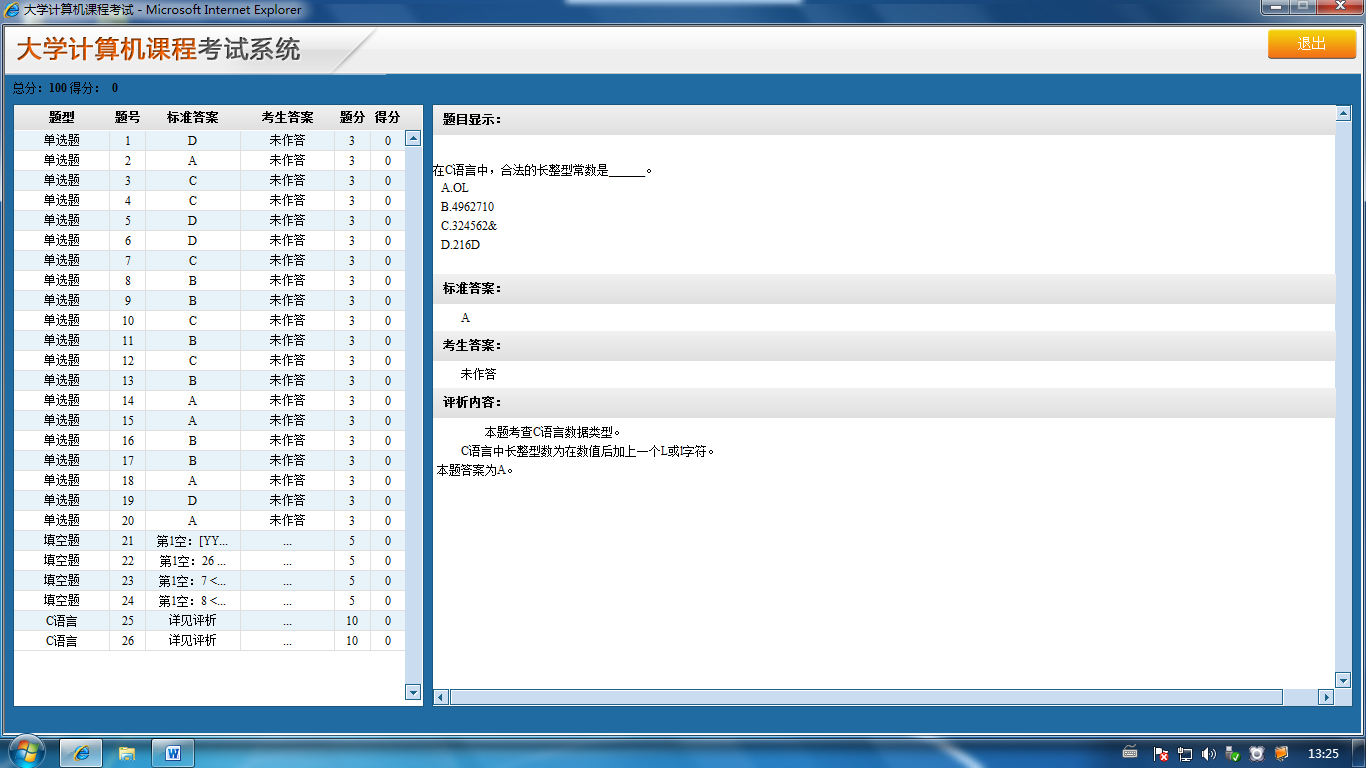 大学计算机课程考试 - Microsoft Internet Explorer
大学计算机课程考试系统
退出
总分：100 得分： 0
题型 题号 标准答案 考生答案 题分 得分
单选题 1 D 未作答 3 0
单选题 2 A 未作答 3 0
单选题 3 C 未作答 3 0
单选题 4 C 未作答 3 0
单选题 5 D 未作答 3 0
单选题 6 D 未作答 3 0
单选题 7 C 未作答 3 0
单选题 8 B 未作答 3 0
单选题 9 B 未作答 3 0
单选题 10 C 未作答 3 0
单选题 11 B 未作答 3 0
单选题 12 C 未作答 3 0
单选题 13 B 未作答 3 0
单选题 14 A 未作答 3 0
单选题 15 A 未作答 3 0
单选题 16 B 未作答 3 0
单选题 17 B 未作答 3 0
单选题 18 A 未作答 3 0
单选题 19 D 未作答 3 0
单选题 20 A 未作答 3 0
填空题 21 第1空：[YY... ... 5 0
填空题 22 第1空：26 ... ... 5 0
填空题 23 第1空：7 <... ... 5 0
填空题 24 第1空：8 <... ... 5 0
C语言 25 详见评析 ... 10 0
C语言 26 详见评析 ... 10 0
题目显示：
在C语言中，合法的长整型常数是______。
A.OL
B.4962710
C.324562&
D.216D
标准答案：
A
考生答案：
未作答
评析内容：
本题考查C语言数据类型。
C语言中长整型数为在数值后加上一个L或l字符。
本题答案为A。
13:25